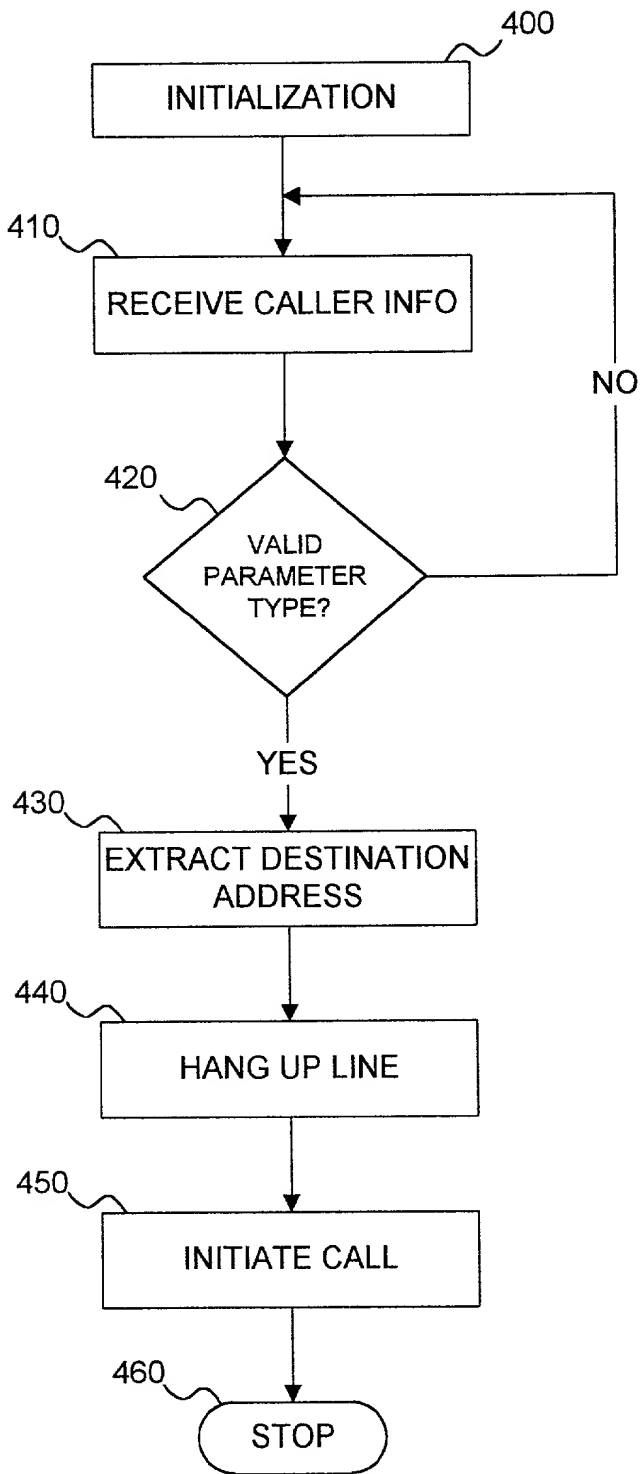 400
INITIALIZATION
410
RECEIVE CALLER INFO
NO
420
VALID
PARAMETER
TYPE?
YES
430
EXTRACT DESTINATION
ADDRESS
440
HANG UP LINE
450
INITIATE CALL
460
STOP